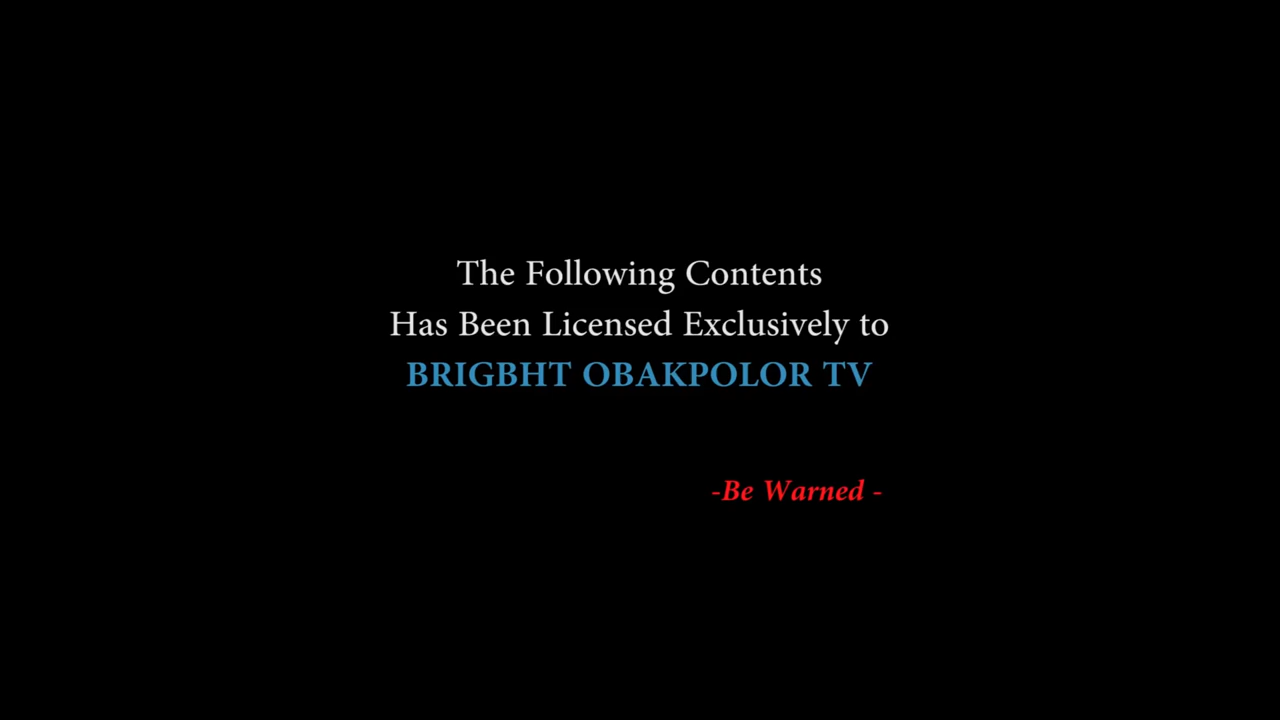 The Following Contents
Has Been Licensed Exclusively to
BRIGBHT OBAKPOLOR TV
-Be Warned -